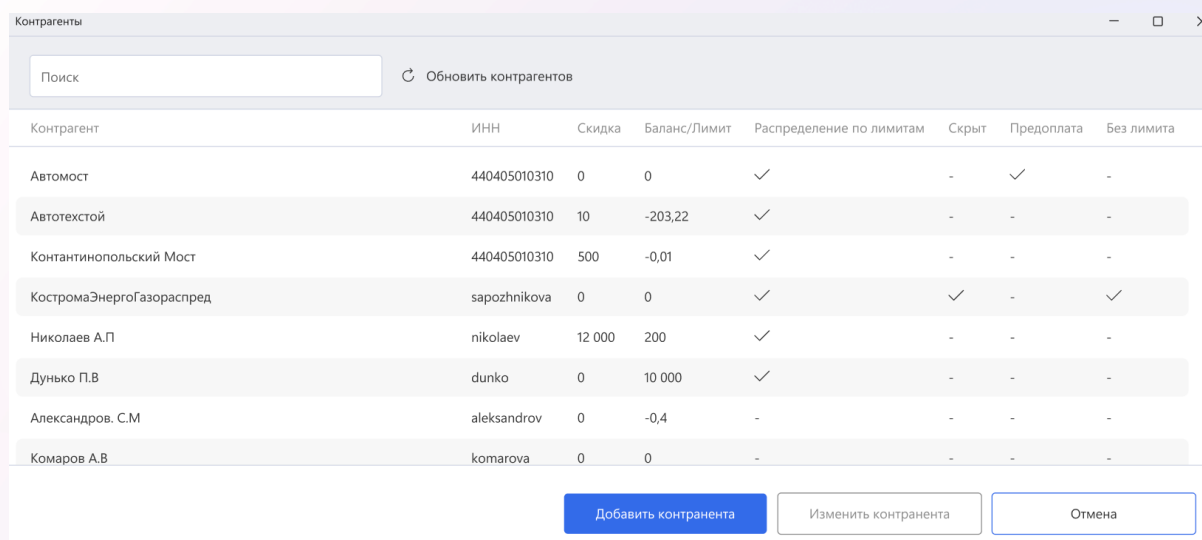 Контрагенты
Поиск
Обновить контрагентов
Контрагент ИНН Скидка Баланс/Лимит Распределение по лимитам Скрыт Предоплата Без лимита
Автомост 440405010310 0 0 ✓ - ✓ -
Автотехстой 440405010310 10 -203,22 ✓ - - -
Контантинопольский Мост 440405010310 500 -0,01 ✓ - - -
КостромаЭнергоГазораспред sapozhnikova 0 0 ✓ ✓ - ✓
Николаев А.П nikolaev 12 000 200 ✓ - - -
Дунько П.В dunko 0 10 000 ✓ - - -
Александров. С.М aleksandrov 0 -0,4 - - - -
Комаров А.В komarova 0 0 - - - -
Добавить контранента Изменить контранента Отмена